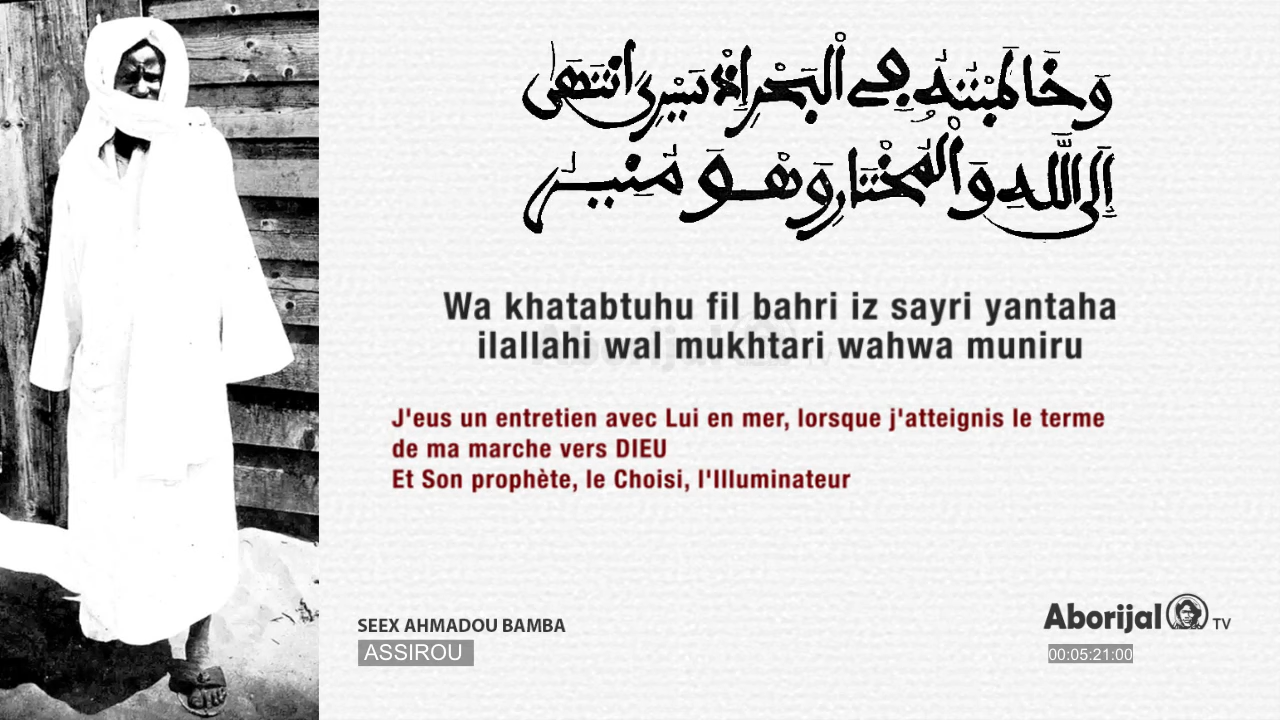 وَخَاطَبْتُهُ فِي الْبَحْرِ إِذْ سَيْرِي انْتَهَى
إِلَى اللَّهِ وَالْمُخْتَارِ وَهْوَ مُنِيرُ
Wa khatabtuhu fil bahri iz sayri yantaha
ilallahi wal mukhtari wahwa muniru
J'eus un entretien avec Lui en mer, lorsque j'atteignis le terme
de ma marche vers DIEU
Et Son prophète, le Choisi, l'Illuminateur
SEEX AHMADOU BAMBA
ASSIROU
Aborijal TV
00:05:21:00